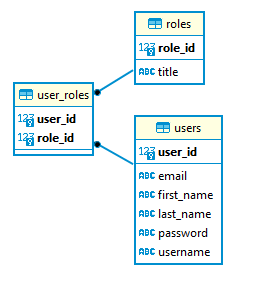 roles
123 role_id
ABC title
user_roles
123 user_id
123 role_id
users
123 user_id
ABC email
ABC first_name
ABC last_name
ABC password
ABC username